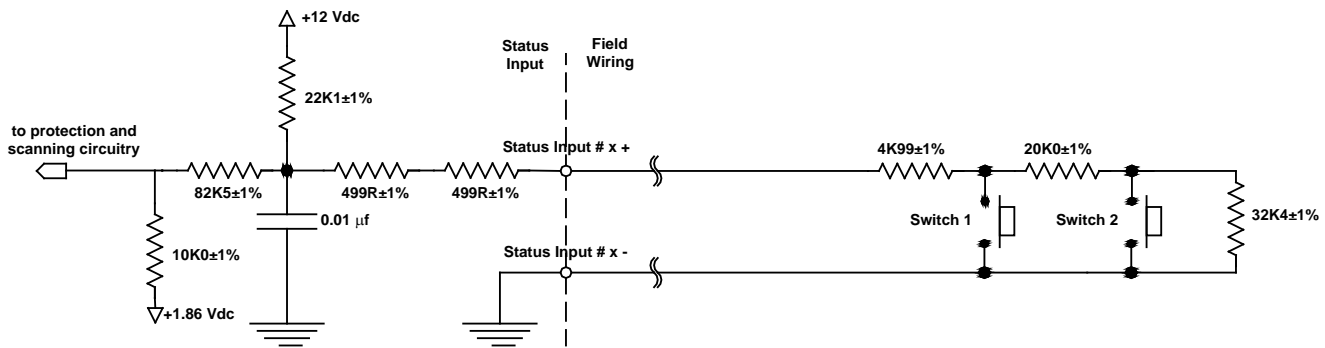 +12 Vdc
Status
Input
Field
Wiring
22K1±1%
to protection and
scanning circuitry
Status Input # x +
4K99±1%
20K0±1%
82K5±1%
499R±1%
499R±1%
0.01 μf
Switch 1
Switch 2
32K4±1%
10K0±1%
Status Input # x -
+1.86 Vdc